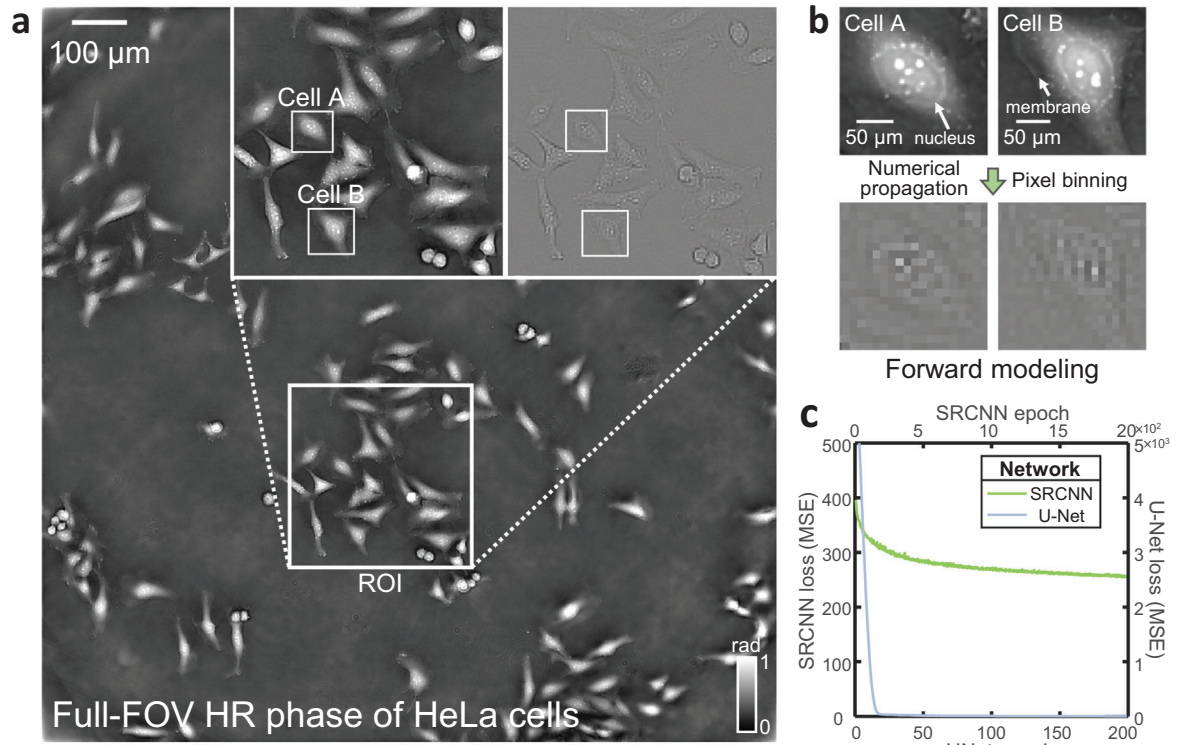 a
100 μm
Cell A
Cell B
ROI
rad
1
0
Full-FOV HR phase of HeLa cells
b
Cell A
Cell B
nucleus
membrane
50 μm
50 μm
Numerical
propagation
Pixel binning
Forward modeling
c
SRCNN epoch
0 5 10 15 20×10²
500
400
300
200
100
0
SRCNN loss (MSE)
Network
SRCNN
U-Net
5×10³
4
3
2
1
0
U-Net loss (MSE)
0 50 100 150 200